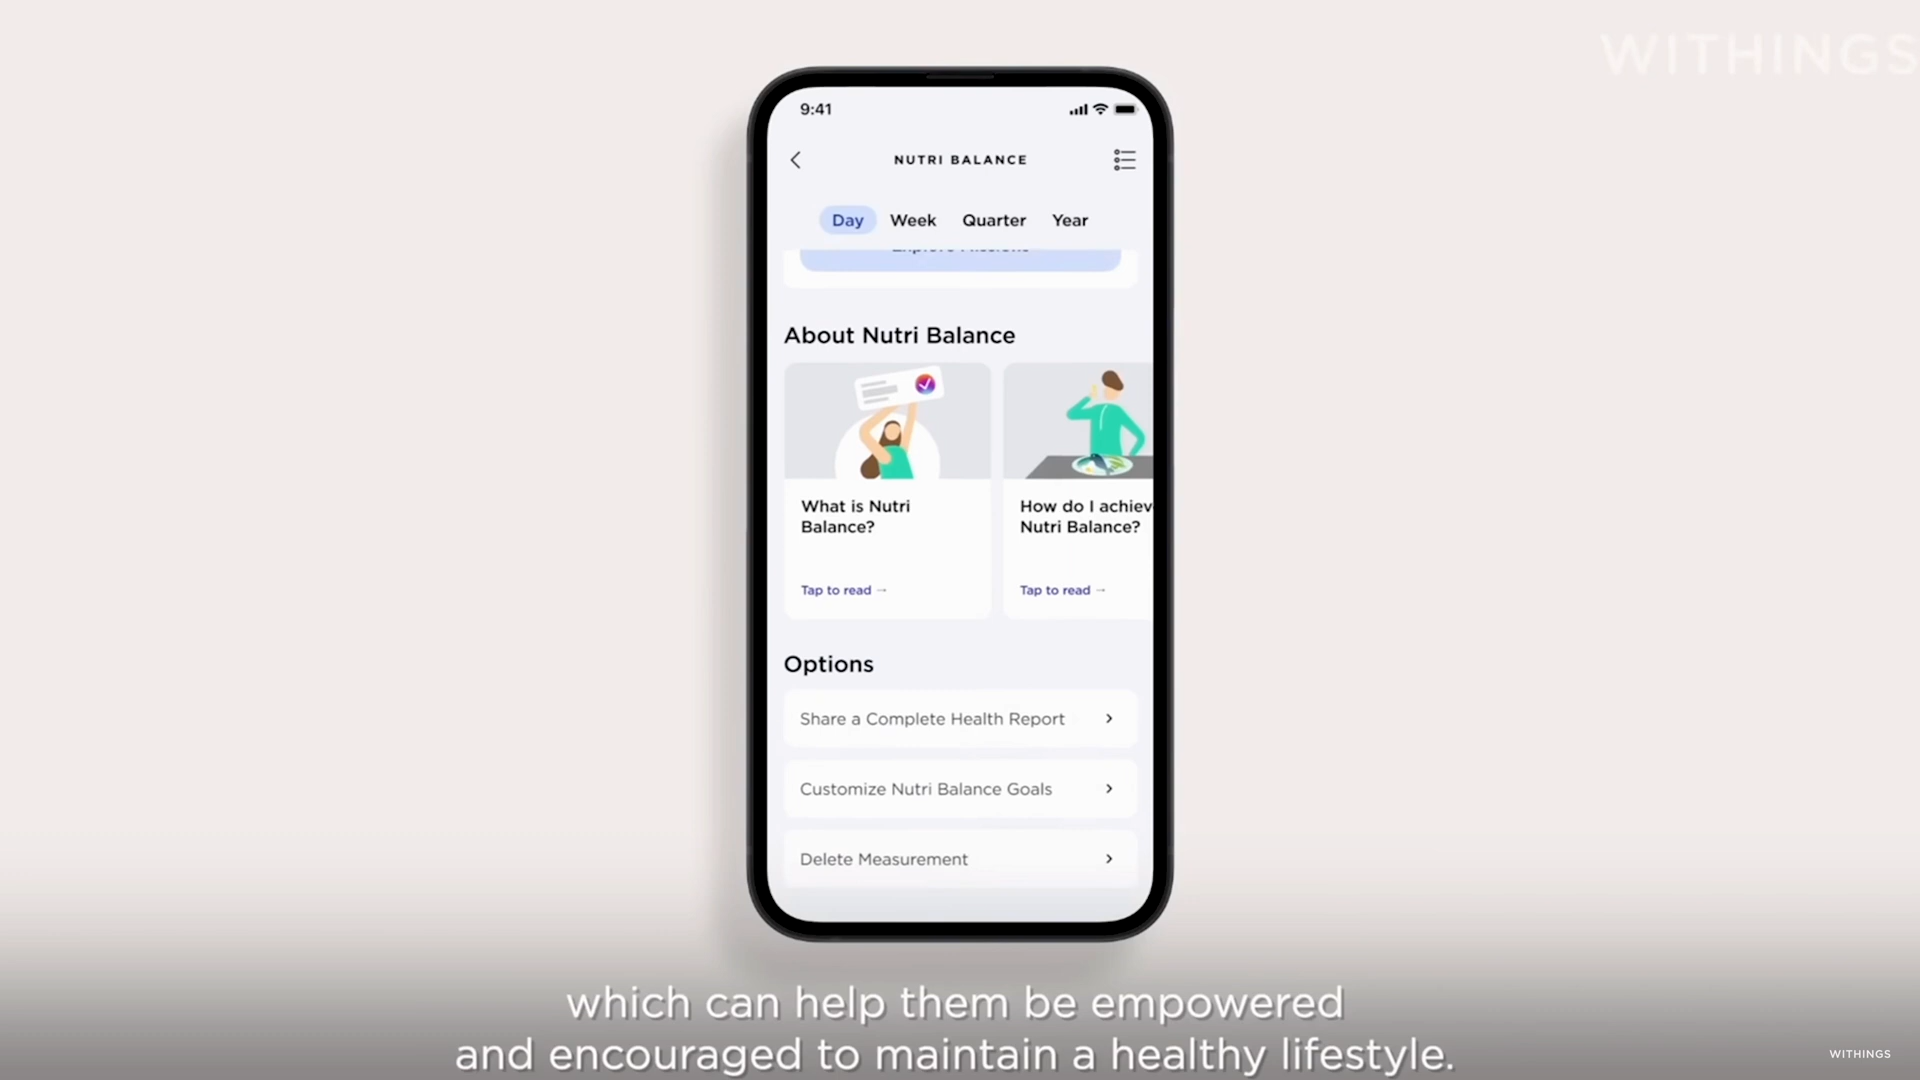 WITHINGS
9:41
NUTRI BALANCE
Day Week Quarter Year
Explore Missions
About Nutri Balance
What is Nutri
Balance?
Tap to read →
How do I achiev
Nutri Balance?
Tap to read →
Options
Share a Complete Health Report
Customize Nutri Balance Goals
Delete Measurement
which can help them be empowered
and encouraged to maintain a healthy lifestyle.
WITHINGS